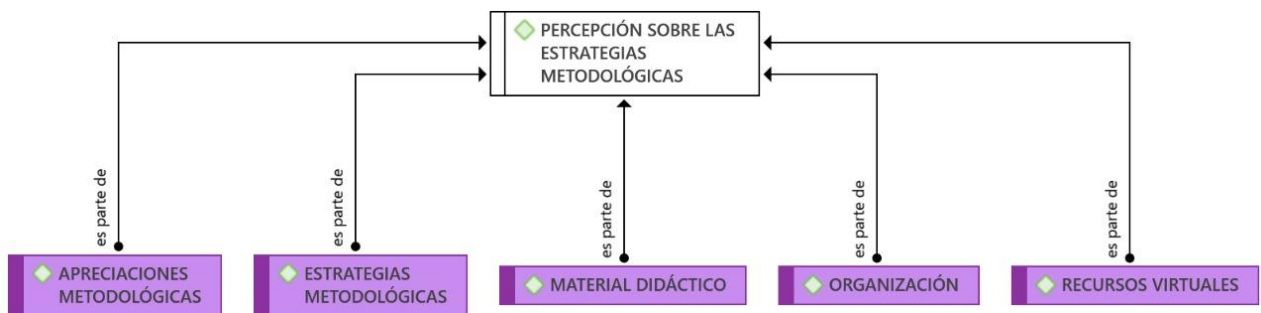 PERCEPCIÓN SOBRE LAS
ESTRATEGIAS
METODOLÓGICAS
es parte de
es parte de
es parte de
es parte de
es parte de
APRECIACIONES
METODOLÓGICAS
ESTRATEGIAS
METODOLÓGICAS
MATERIAL DIDÁCTICO
ORGANIZACIÓN
RECURSOS VIRTUALES